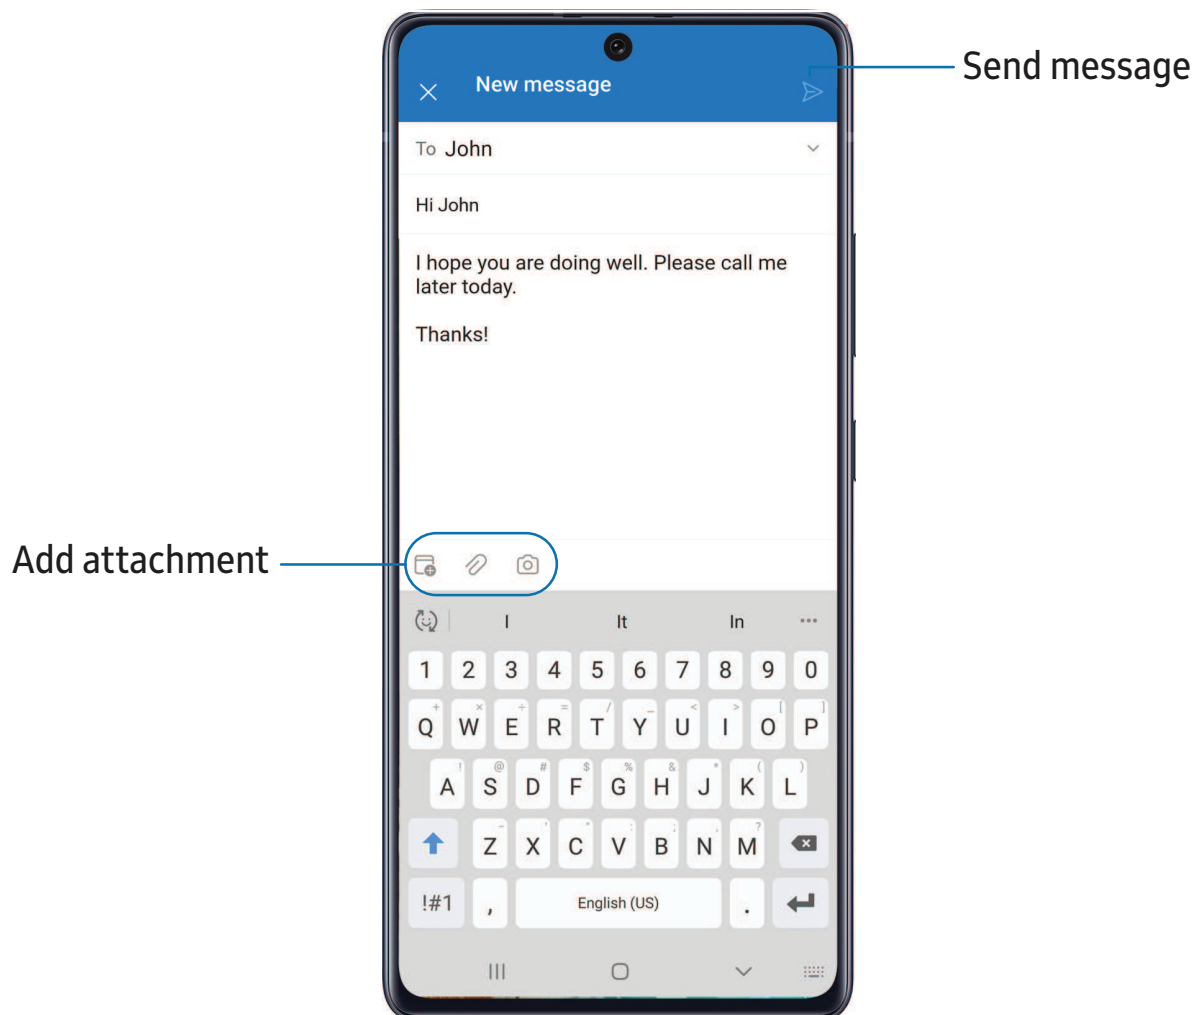 Send message
New message
To John
Hi John
I hope you are doing well. Please call me
later today.
Thanks!
Add attachment
I It In
1 2 3 4 5 6 7 8 9 0
+ × ÷ = / _ < > [ ]
Q W E R T Y U I O P
! @ # $ % & * ( )
A S D F G H J K L
- ' " : ; , ?
Z X C V B N M
!#1 , English (US) .